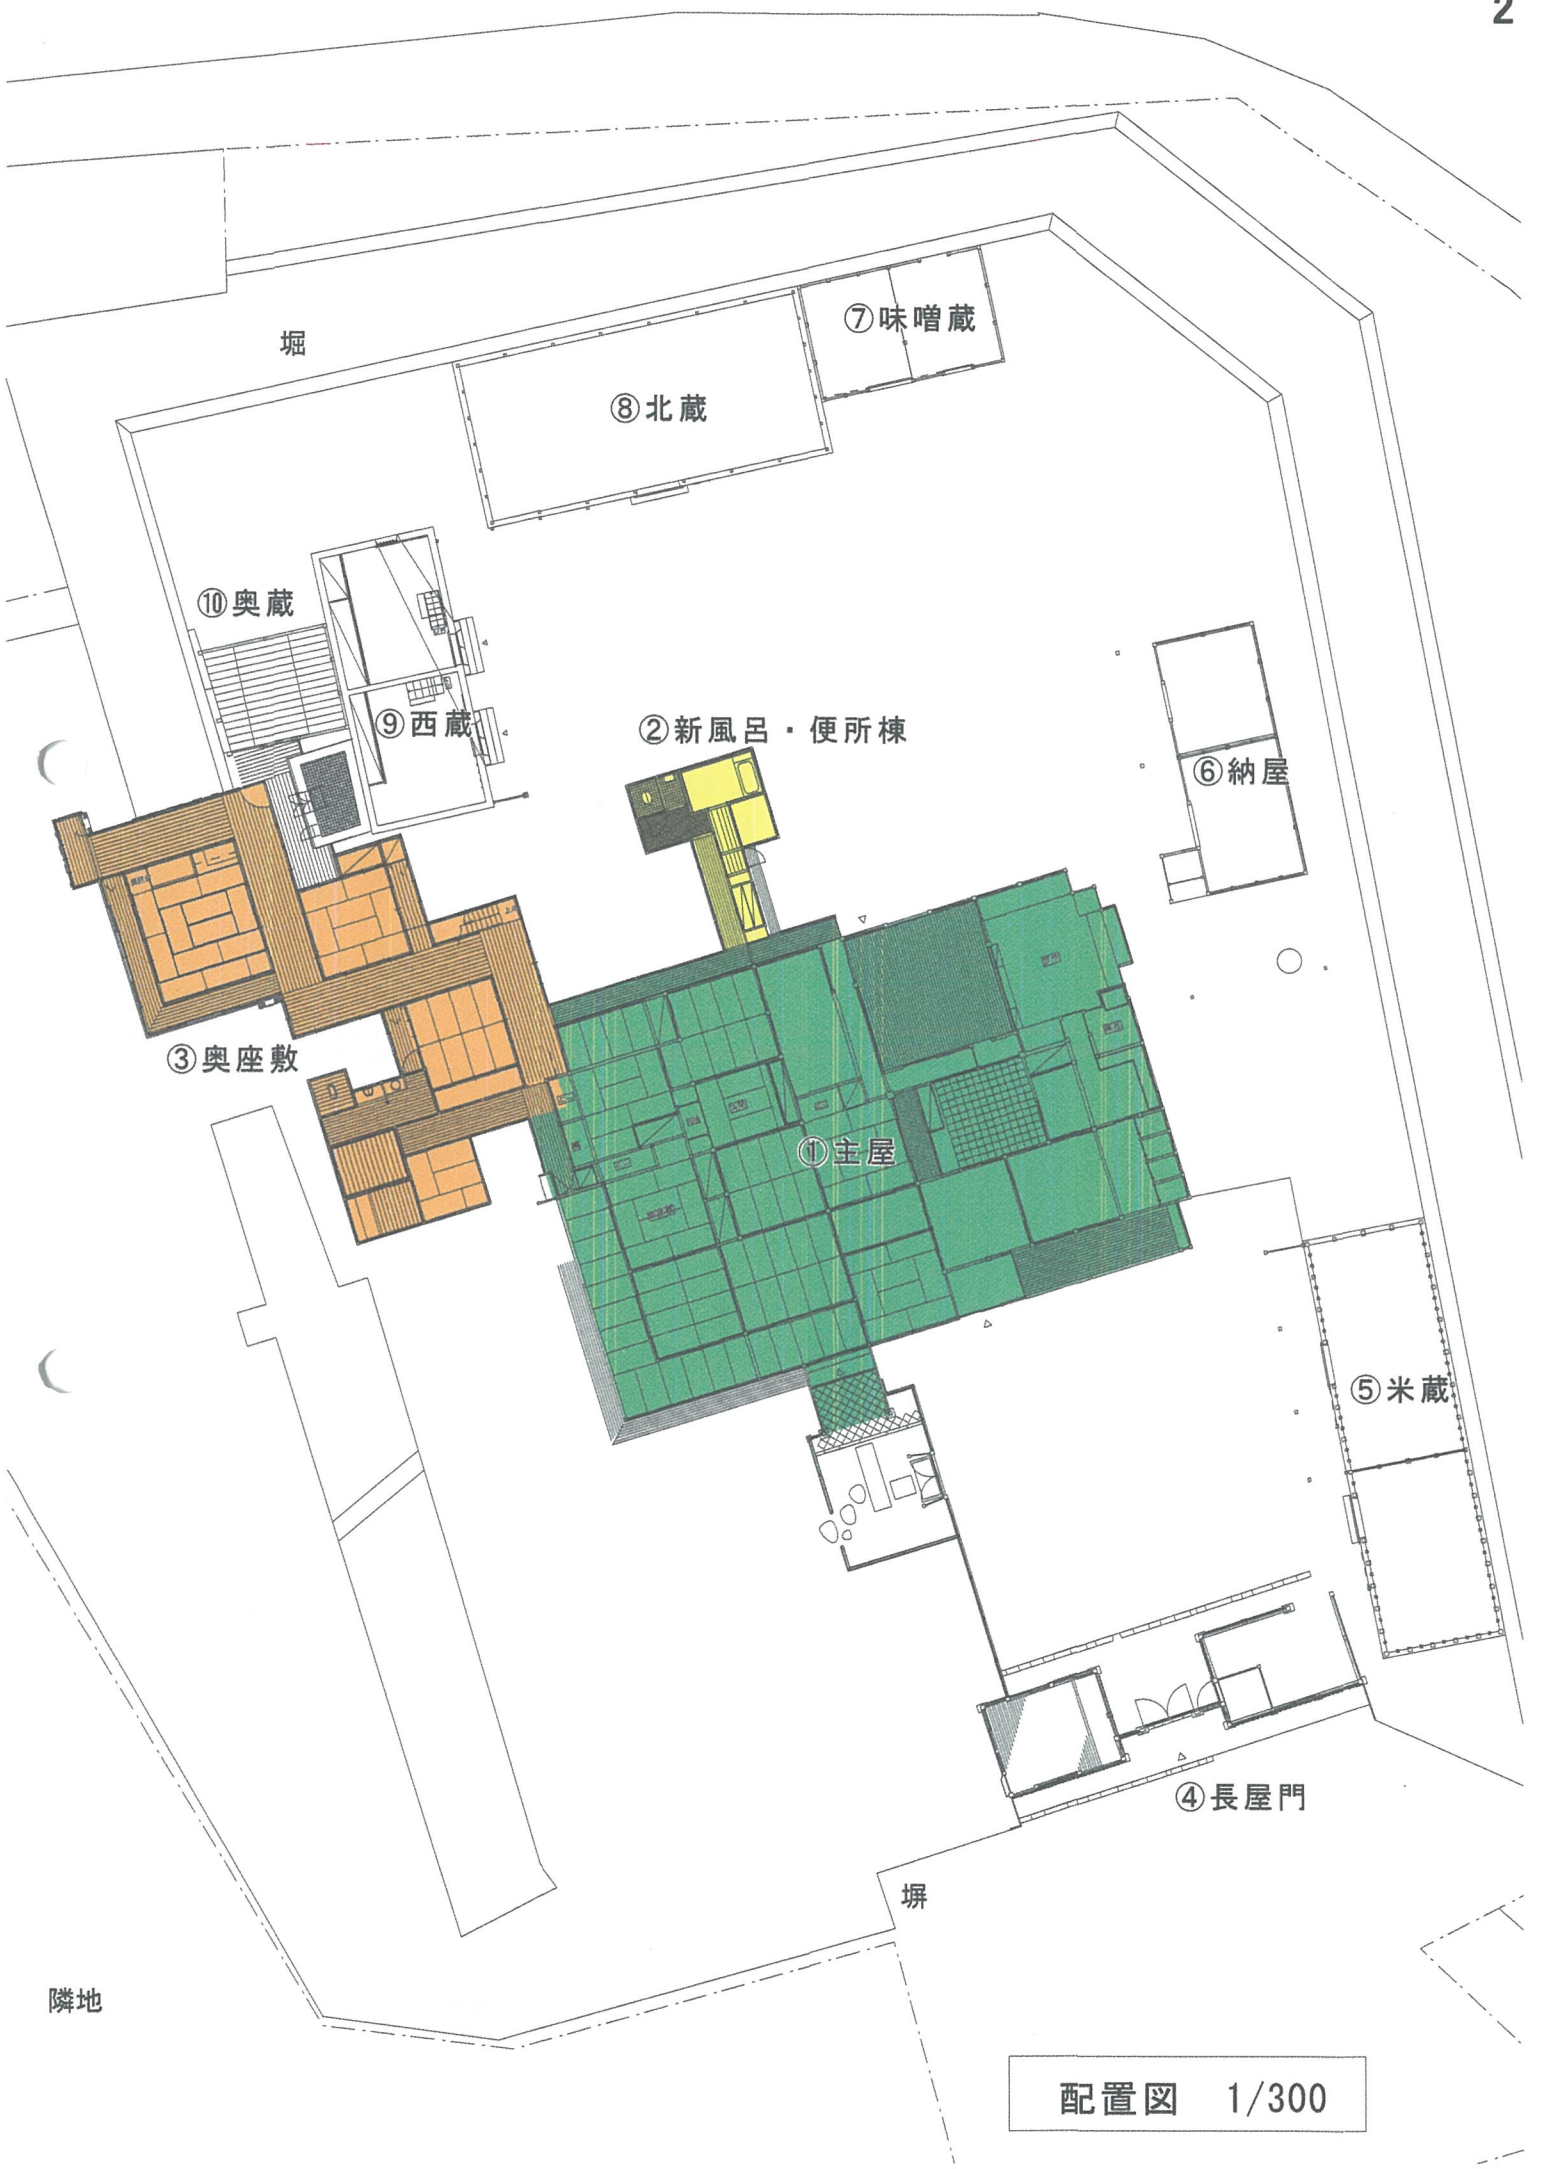 2
堀
⑦味噌蔵
⑧北蔵
⑩奥蔵
⑨西蔵
②新風呂・便所棟
⑥納屋
③奥座敷
①主屋
⑤米蔵
④長屋門
塀
隣地
配置図 1/300